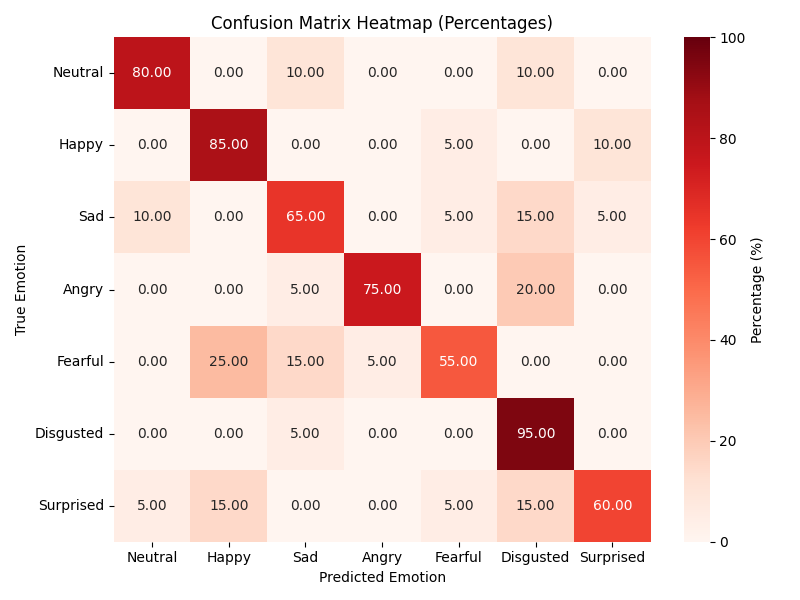 Confusion Matrix Heatmap (Percentages)
True Emotion
Neutral 80.00 0.00 10.00 0.00 0.00 10.00 0.00
Happy 0.00 85.00 0.00 0.00 5.00 0.00 10.00
Sad 10.00 0.00 65.00 0.00 5.00 15.00 5.00
Angry 0.00 0.00 5.00 75.00 0.00 20.00 0.00
Fearful 0.00 25.00 15.00 5.00 55.00 0.00 0.00
Disgusted 0.00 0.00 5.00 0.00 0.00 95.00 0.00
Surprised 5.00 15.00 0.00 0.00 5.00 15.00 60.00
Neutral Happy Sad Angry Fearful Disgusted Surprised
Predicted Emotion
100
80
60
40
20
0
Percentage (%)